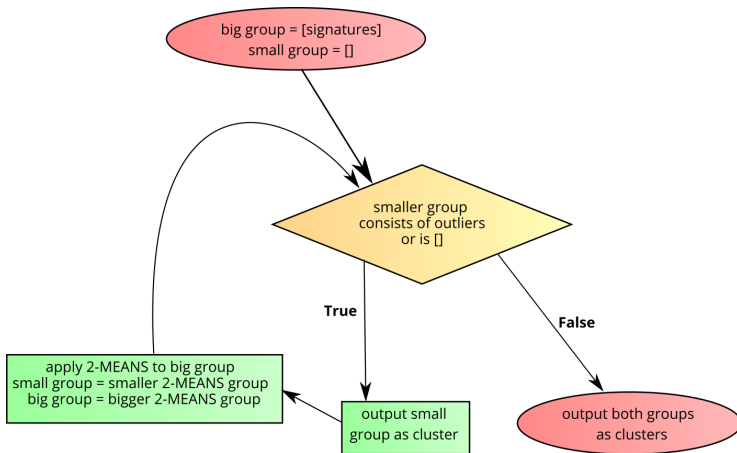 big group = [signatures]
small group = []
smaller group
consists of outliers
or is []
True
False
apply 2-MEANS to big group
small group = smaller 2-MEANS group
big group = bigger 2-MEANS group
output small
group as cluster
output both groups
as clusters